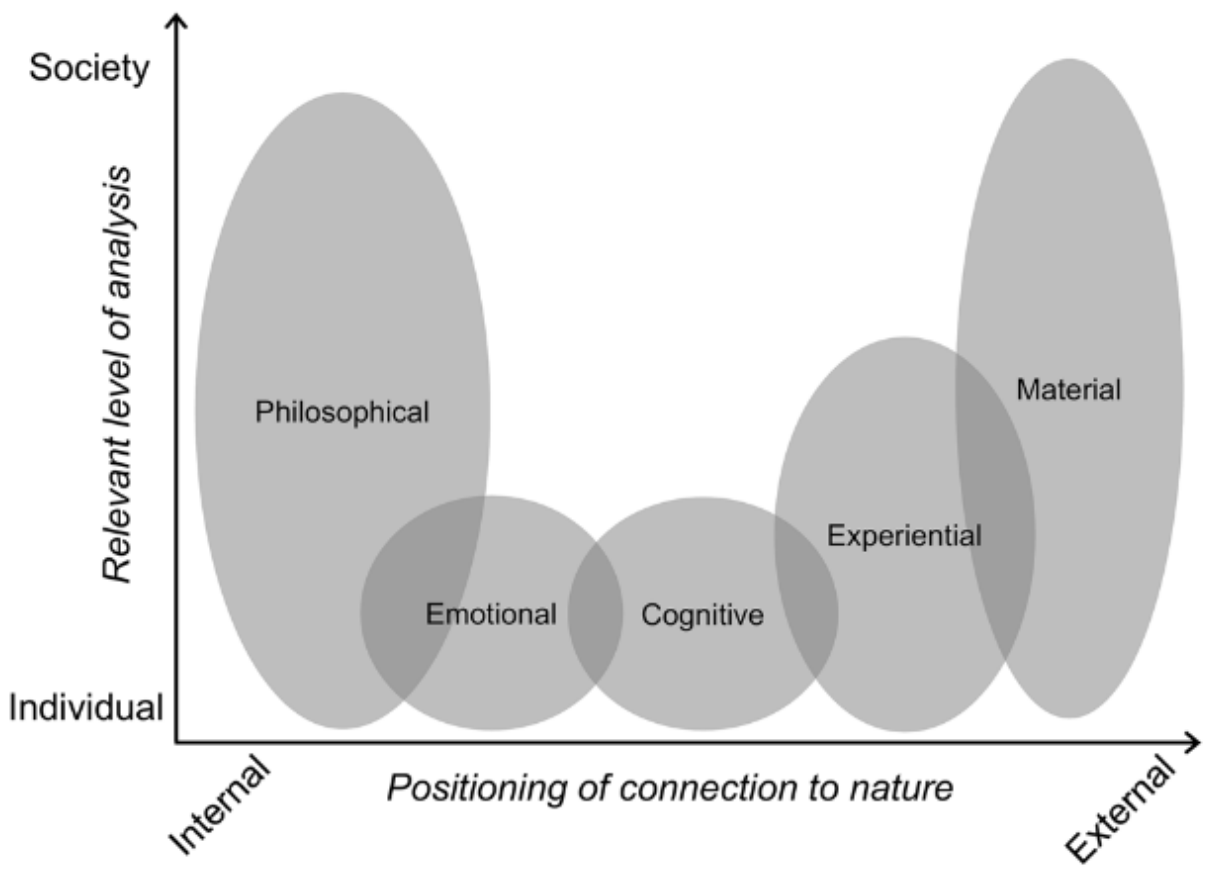 Society
Relevant level of analysis
Individual
Philosophical
Emotional
Cognitive
Experiential
Material
Internal
Positioning of connection to nature
External